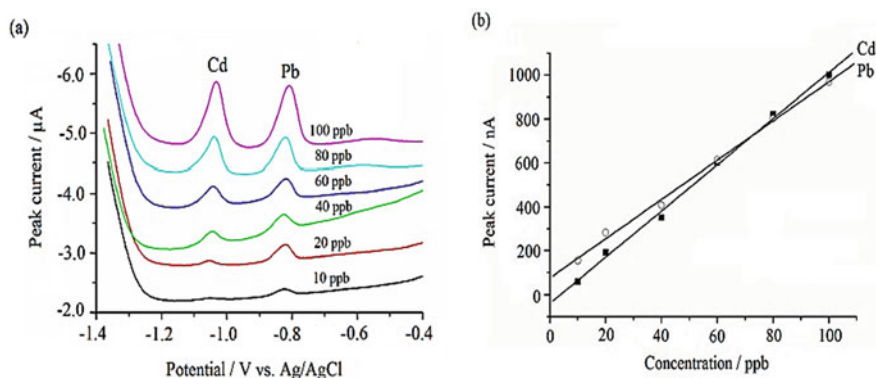 (a)
Cd
Pb
-6.0
-5.0
-4.0
-3.0
-2.0
Peak current / μA
100 ppb
80 ppb
60 ppb
40 ppb
20 ppb
10 ppb
-1.4 -1.2 -1.0 -0.8 -0.6 -0.4
Potential / V vs. Ag/AgCl
(b)
Cd
Pb
1000
800
600
400
200
0
Peak current / nA
0 20 40 60 80 100
Concentration / ppb